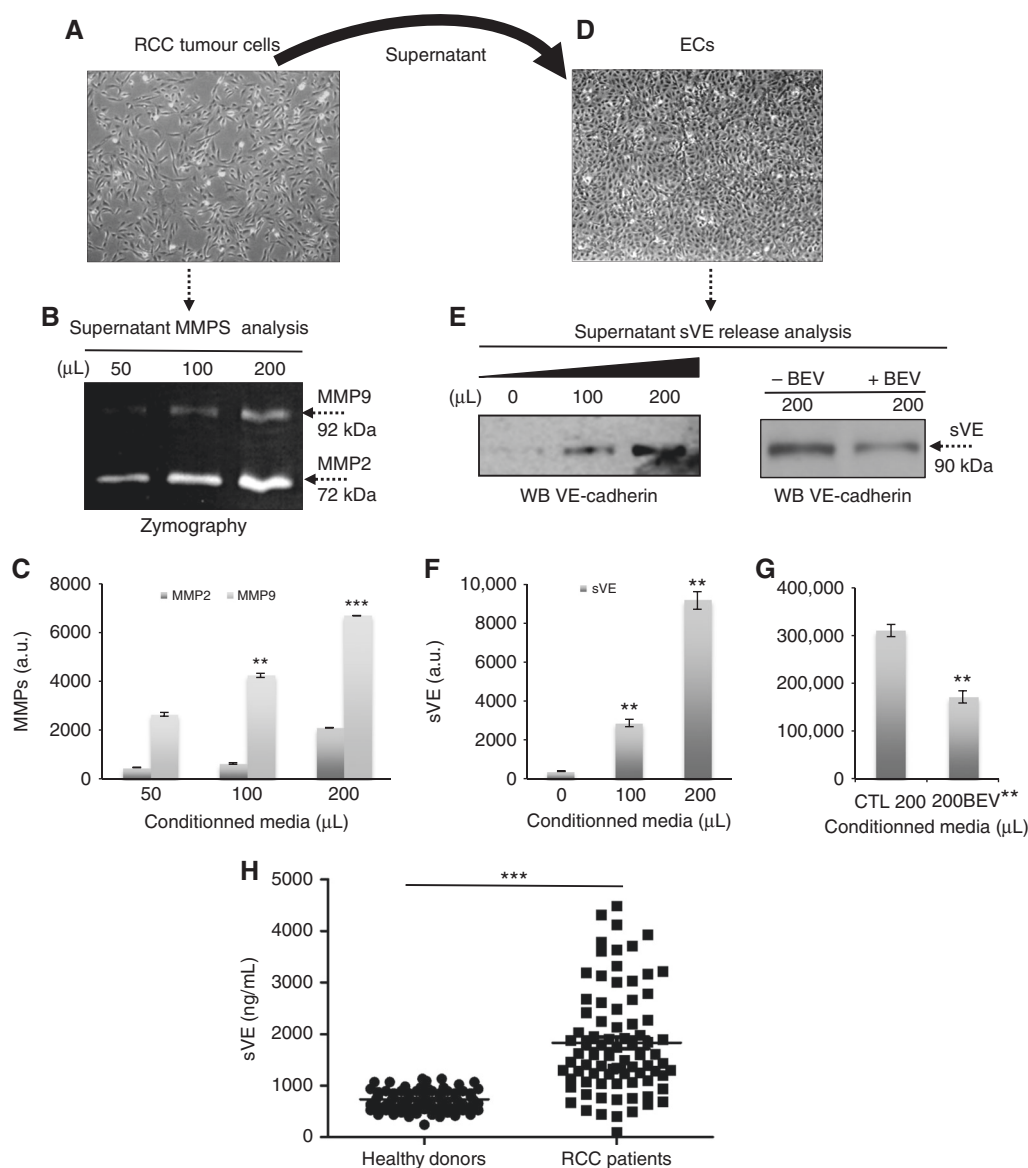 A
RCC tumour cells
Supernatant
D
ECs
B
Supernatant MMPS analysis
(μL) 50 100 200
MMP9
92 kDa
MMP2
72 kDa
Zymography
E
Supernatant sVE release analysis
(μL) 0 100 200
WB VE-cadherin
– BEV + BEV
200 200
sVE
90 kDa
WB VE-cadherin
C
MMPs (a.u.)
8000
6000
4000
2000
0
MMP2 MMP9
**
***
50 100 200
Conditionned media (μL)
F
sVE (a.u.)
10,000
8000
6000
4000
2000
0
sVE
**
**
0 100 200
Conditionned media (μL)
G
400,000
300,000
200,000
100,000
0
**
CTL 200 200BEV**
Conditionned media (μL)
H
sVE (ng/mL)
5000
4000
3000
2000
1000
0
***
Healthy donors RCC patients